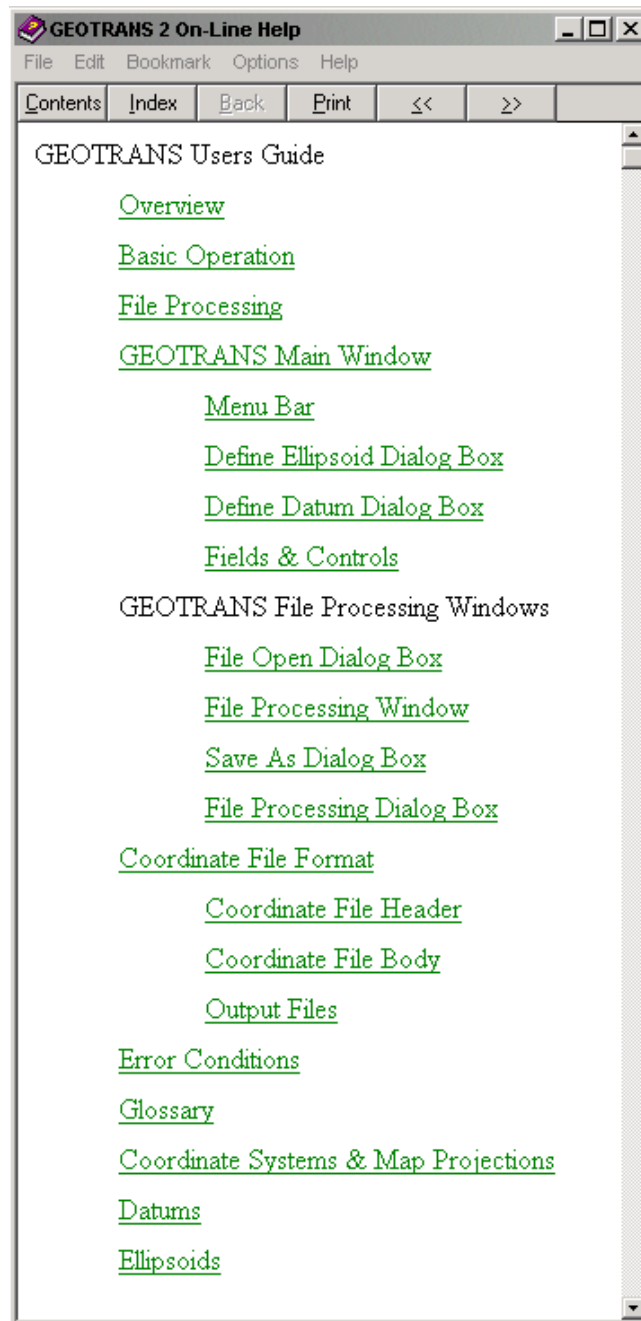 GEOTRANS 2 On-Line Help
File Edit Bookmark Options Help
Contents Index Back Print << >>
GEOTRANS Users Guide
Overview
Basic Operation
File Processing
GEOTRANS Main Window
Menu Bar
Define Ellipsoid Dialog Box
Define Datum Dialog Box
Fields & Controls
GEOTRANS File Processing Windows
File Open Dialog Box
File Processing Window
Save As Dialog Box
File Processing Dialog Box
Coordinate File Format
Coordinate File Header
Coordinate File Body
Output Files
Error Conditions
Glossary
Coordinate Systems & Map Projections
Datums
Ellipsoids